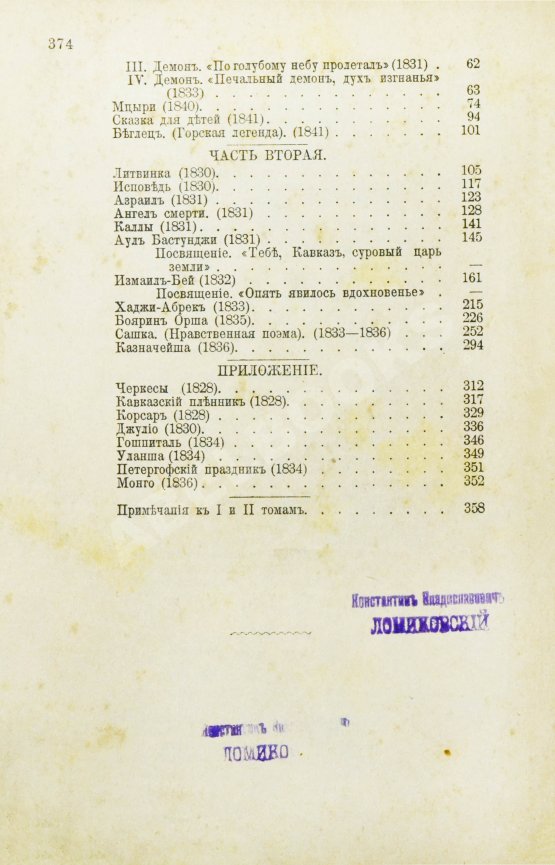 374
III. Демонъ. «По голубому небу пролеталъ» (1831) . 62
IV. Демонъ. «Печальный демонъ, духъ изгнанья»
(1833) . . . . . . . . . . . . . . . 63
Мцыри (1840). . . . . . . . . . . . . . . 74
Сказка для дѣтей (1841) . . . . . . . . . . . 94
Бѣглецъ. (Горская легенда). (1841) . . . . . . . 101
ЧАСТЬ ВТОРАЯ.
Литвинка (1830). . . . . . . . . . . . . . 105
Исповѣдь (1830). . . . . . . . . . . . . . 117
Азраилъ (1831) . . . . . . . . . . . . . . 123
Ангелъ смерти. (1831) . . . . . . . . . . . 128
Каллы (1831). . . . . . . . . . . . . . . 141
Аулъ Бастунджи (1831) . . . . . . . . . . . 145
Посвященіе. «Тебѣ, Кавказъ, суровый царь
земли» . . . . . . . . . . . . . . —
Измаилъ-Бей (1832) . . . . . . . . . . . . 161
Посвященіе. «Опять явилось вдохновенье» . —
Хаджи-Абрекъ (1833). . . . . . . . . . . . 215
Бояринъ Орша (1835). . . . . . . . . . . . 226
Сашка. (Нравственная поэма). (1833—1836) . . . . 252
Казначейша (1836). . . . . . . . . . . . . 294
ПРИЛОЖЕНІЕ.
Черкесы (1828). . . . . . . . . . . . . . 312
Кавказскій плѣнникъ (1828). . . . . . . . . . 317
Корсаръ (1828) . . . . . . . . . . . . . . 329
Джуліо (1830). . . . . . . . . . . . . . . 336
Гошпиталь (1834) . . . . . . . . . . . . . 346
Уланша (1834) . . . . . . . . . . . . . . 349
Петергофскій праздникъ (1834) . . . . . . . . 351
Монго (1836) . . . . . . . . . . . . . . . 352
Примѣчанія къ I и II томамъ. . . . . . . . . 358
Константинъ Владиславовичъ
ЛОМИКОВСКІЙ
ЛОМИКО